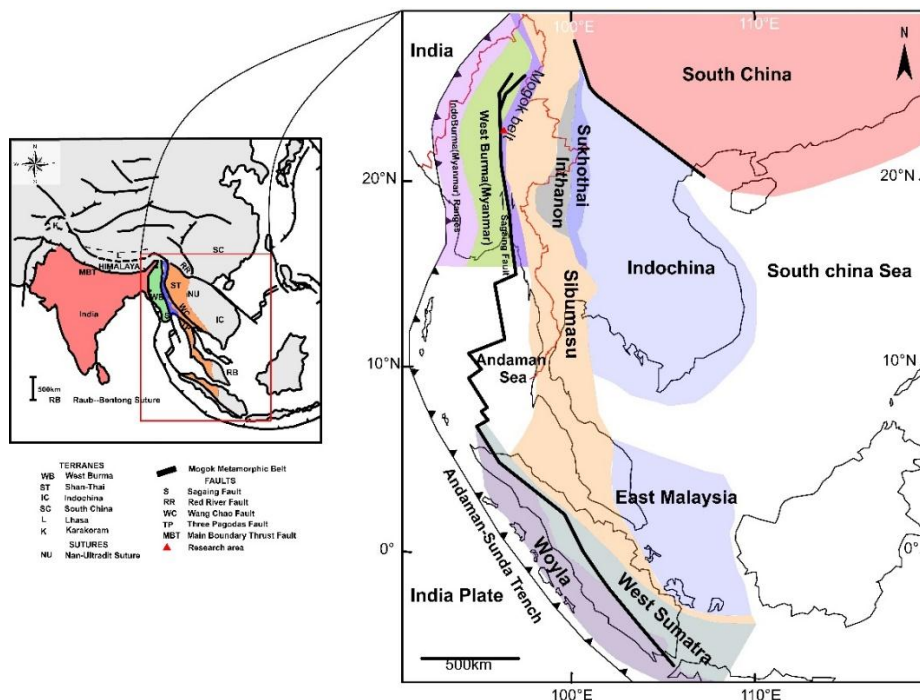 100°E
110°E
N
India
South China
Mogok belt
West Burma(Myanmar)
IndoBurma(Myanmar) Ranges
Sukhothai
Inthanon
20°N
20°N
Sagaing Fault
Indochina
South china Sea
Sibumasu
10°N
10°N
Andaman
Sea
East Malaysia
Andaman-Sunda Trench
0°
0°
Woyla
West Sumatra
India Plate
500km
100°E
110°E
N
S
W
K
L
HIMALAYA
MBT
SC
RR
India
WB
ST
NU
S
WC
IC
RB
500km
RB Raub--Bentong Suture
TERRANES
WB West Burma
ST Shan-Thai
IC Indochina
SC South China
L Lhasa
K Karakoram
SUTURES
NU Nan-Ultradit Suture
Mogok Metamorphic Belt
FAULTS
S Sagaing Fault
RR Red River Fault
WC Wang Chao Fault
TP Three Pagodas Fault
MBT Main Boundary Thrust Fault
Research area